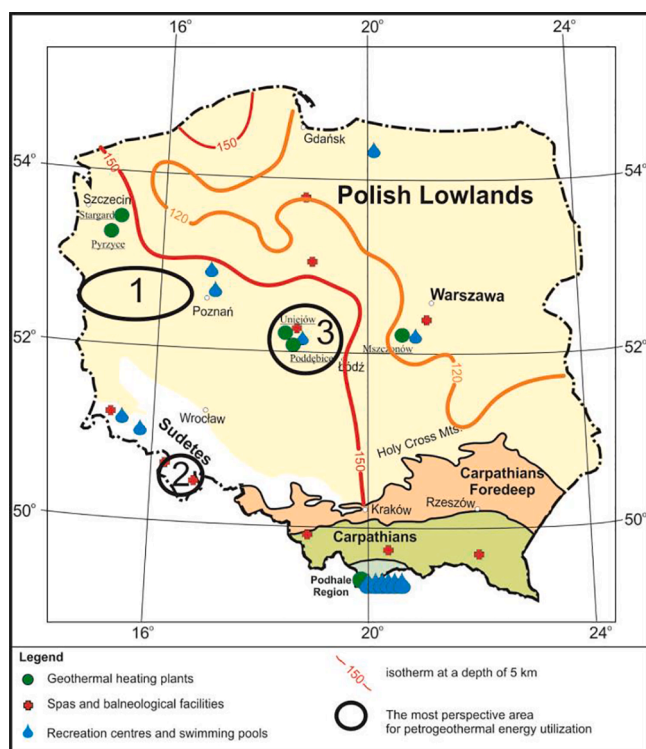 16°
20°
24°
150
Gdańsk
54°
150
54°
Szczecin
Polish Lowlands
Stargard
120
Pyrzyce
1
Warszawa
Poznań
Uniejów
3
52°
Mszczonów
52°
Poddębice
Łódź
120
Wrocław
Sudetes
Holy Cross Mts.
150
2
Carpathians
Foredeep
50°
Kraków
Rzeszów
50°
Carpathians
Podhale
Region
16°
20°
24°
Legend
Geothermal heating plants
150
isotherm at a depth of 5 km
Spas and balneological facilities
The most perspective area
for petrogeothermal energy utilization
Recreation centres and swimming pools